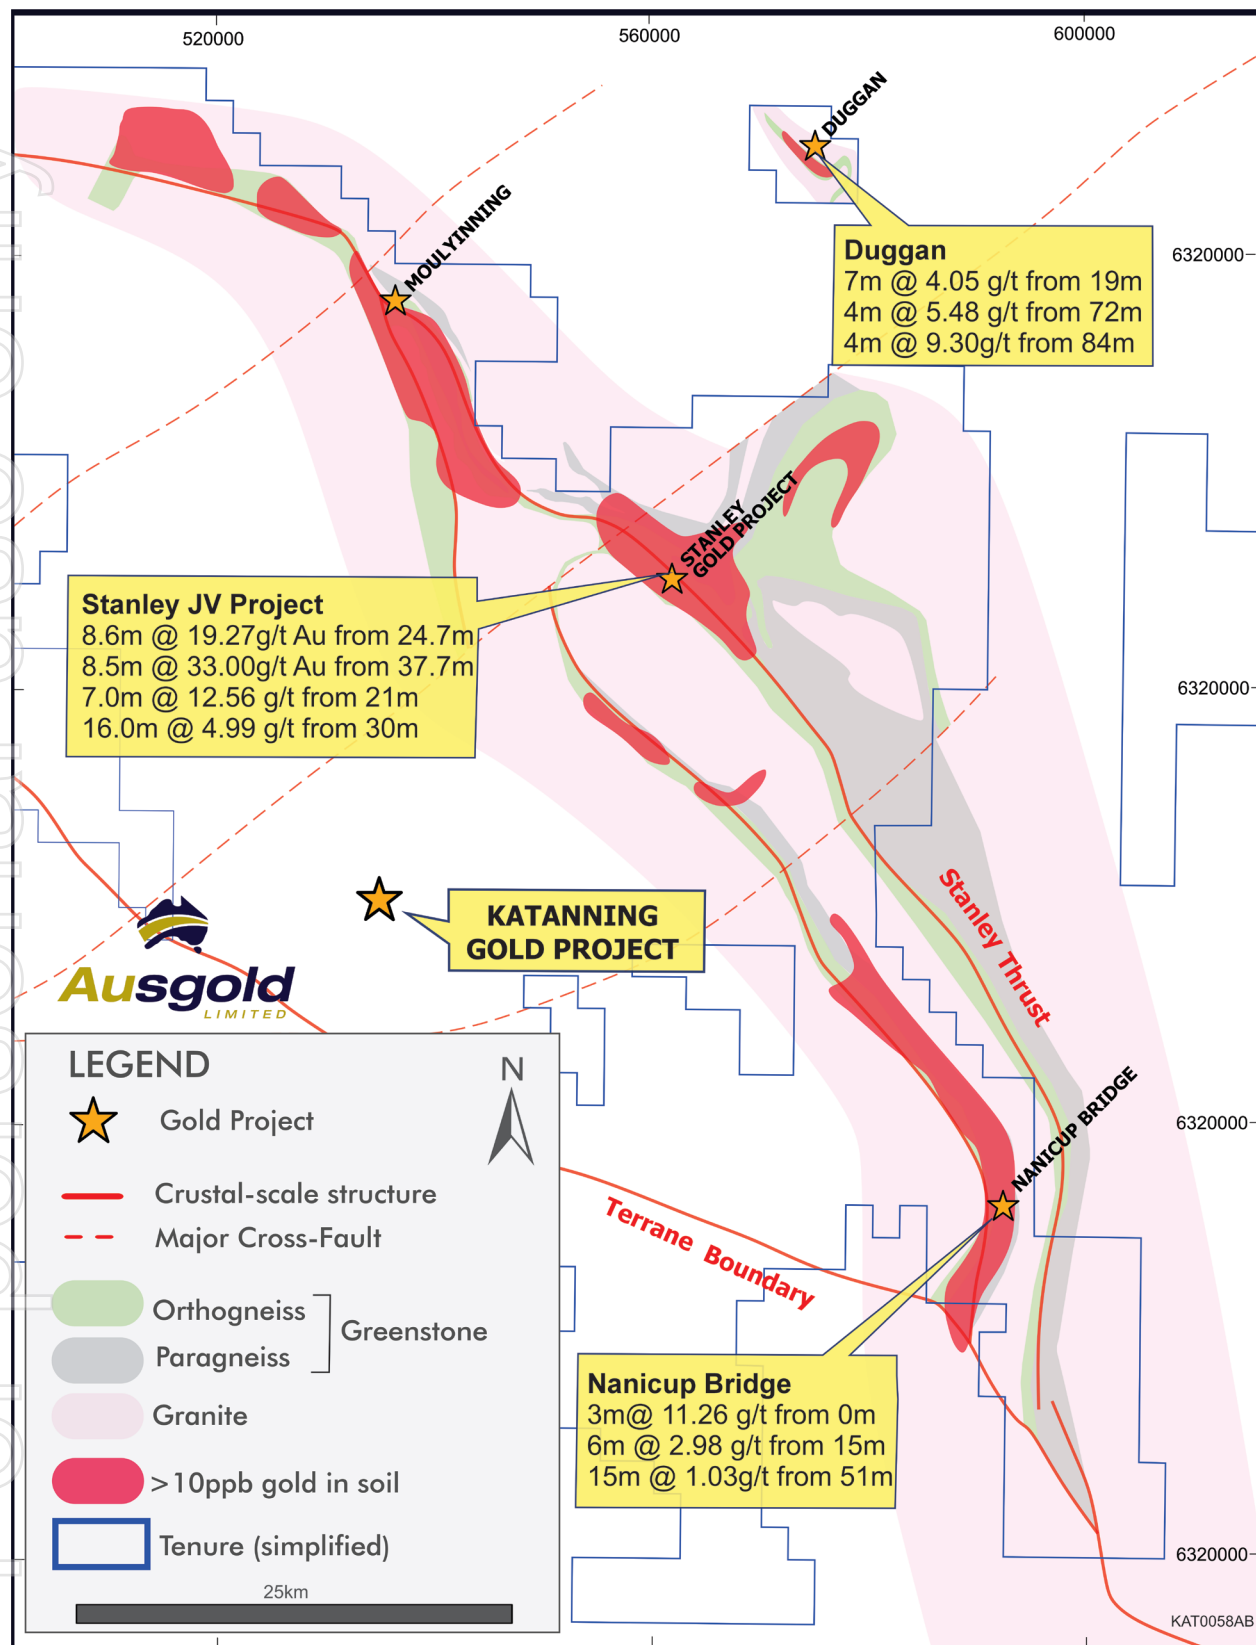 520000
560000
600000
DUGGAN
MOULYINNING
6320000
Duggan
7m @ 4.05 g/t from 19m
4m @ 5.48 g/t from 72m
4m @ 9.30g/t from 84m
STANLEY
GOLD PROJECT
Stanley JV Project
8.6m @ 19.27g/t Au from 24.7m
8.5m @ 33.00g/t Au from 37.7m
7.0m @ 12.56 g/t from 21m
16.0m @ 4.99 g/t from 30m
6320000
KATANNING
GOLD PROJECT
Stanley Thrust
Ausgold
LIMITED
6320000
NANICUP BRIDGE
Terrane Boundary
Nanicup Bridge
3m@ 11.26 g/t from 0m
6m @ 2.98 g/t from 15m
15m @ 1.03g/t from 51m
6320000
KAT0058AB
LEGEND
N
Gold Project
Crustal-scale structure
Major Cross-Fault
Orthogneiss
Greenstone
Paragneiss
Granite
>10ppb gold in soil
Tenure (simplified)
25km